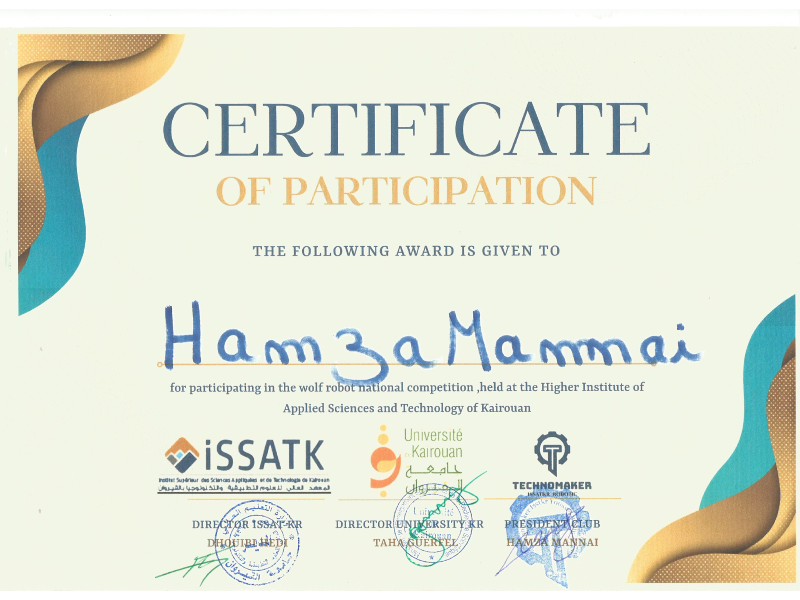 CERTIFICATE
OF PARTICIPATION
THE FOLLOWING AWARD IS GIVEN TO
Hamza Mannai
for participating in the wolf robot national competition ,held at the Higher Institute of
Applied Sciences and Technology of Kairouan
iSSATK
Institut Supérieur des Sciences Appliquées et de Technologie de Kairouan
المعهد العالي للعلوم التطبيقية والتكنولوجيا بالقيروان
Université
Kairouan
جامعة
القيروان
TECHNOMAKER
ISSATKR ROBOTIC
DIRECTOR ISSAT-KR
DIRECTOR UNIVERSITY KR
PRESIDENT CLUB
DHOUIBI HEDI
TAHA GUERFEL
HAMZA MANNAI